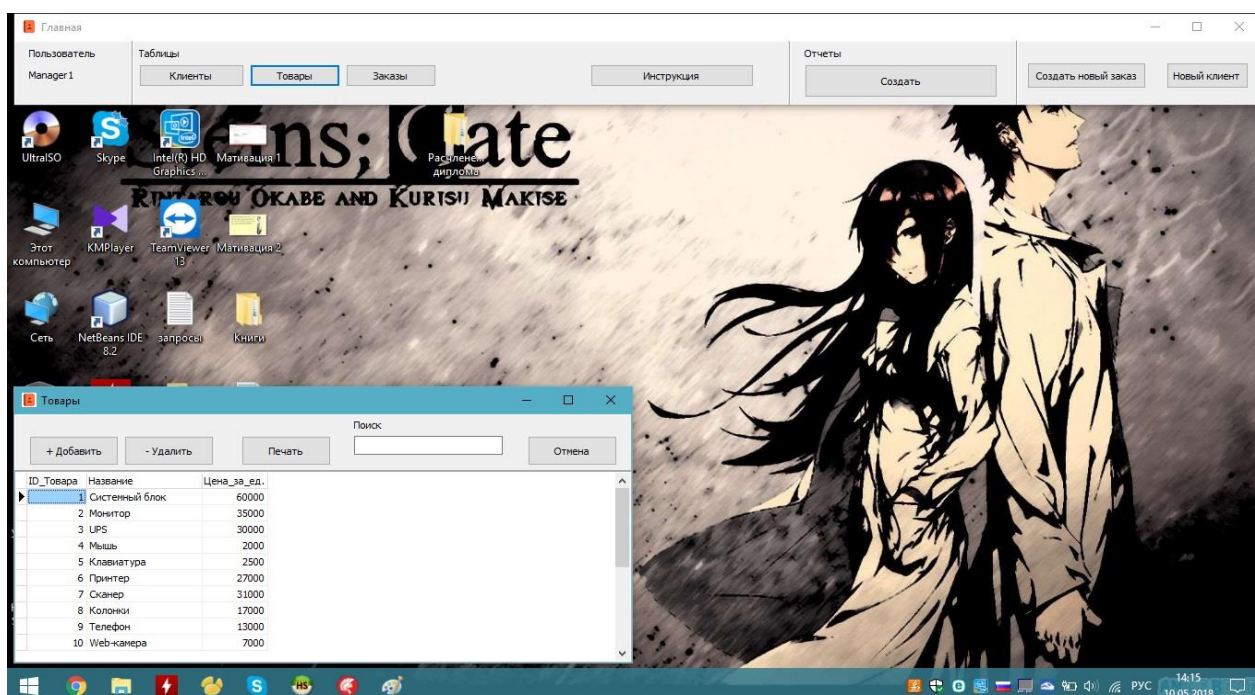 Главная
Пользователь Таблицы Отчеты
Manager1 Клиенты Товары Заказы Инструкция Создать Создать новый заказ Новый клиент
Steins; Gate
RINTAROU OKABE AND KURISU MAKISE
UltraISO Skype Intel(R) HD Graphics ... Мативация 1 Расчлене... диплома
Этот компьютер KMPlayer TeamViewer 13 Мативация 2
Сеть NetBeans IDE 8.2 запросы Книги
Товары
Поиск
+ Добавить - Удалить Печать Отмена
ID_Товара Название Цена_за_ед.
1 Системный блок 60000
2 Монитор 35000
3 UPS 30000
4 Мышь 2000
5 Клавиатура 2500
6 Принтер 27000
7 Сканер 31000
8 Колонки 17000
9 Телефон 13000
10 Web-камера 7000
HS
РУС 14:15
10.05.2018